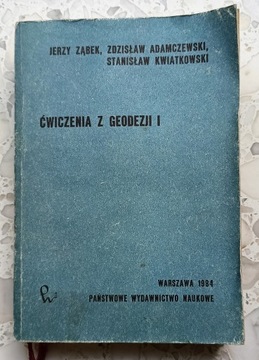 JERZY ZĄBEK, ZDZISŁAW ADAMCZEWSKI,
STANISŁAW KWIATKOWSKI
ĆWICZENIA Z GEODEZJI I
WARSZAWA 1984
PAŃSTWOWE WYDAWNICTWO NAUKOWE